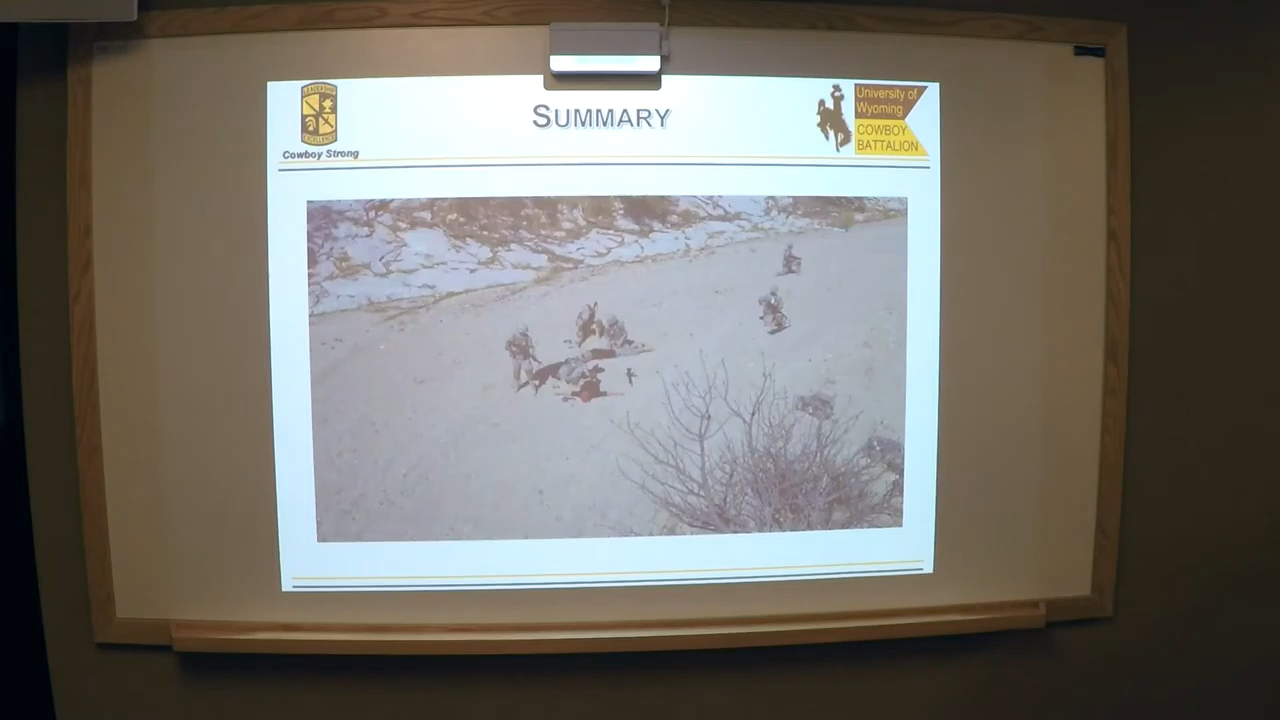 LEADERSHIP
EXCELLENCE
Cowboy Strong
SUMMARY
University of
Wyoming
COWBOY
BATTALION